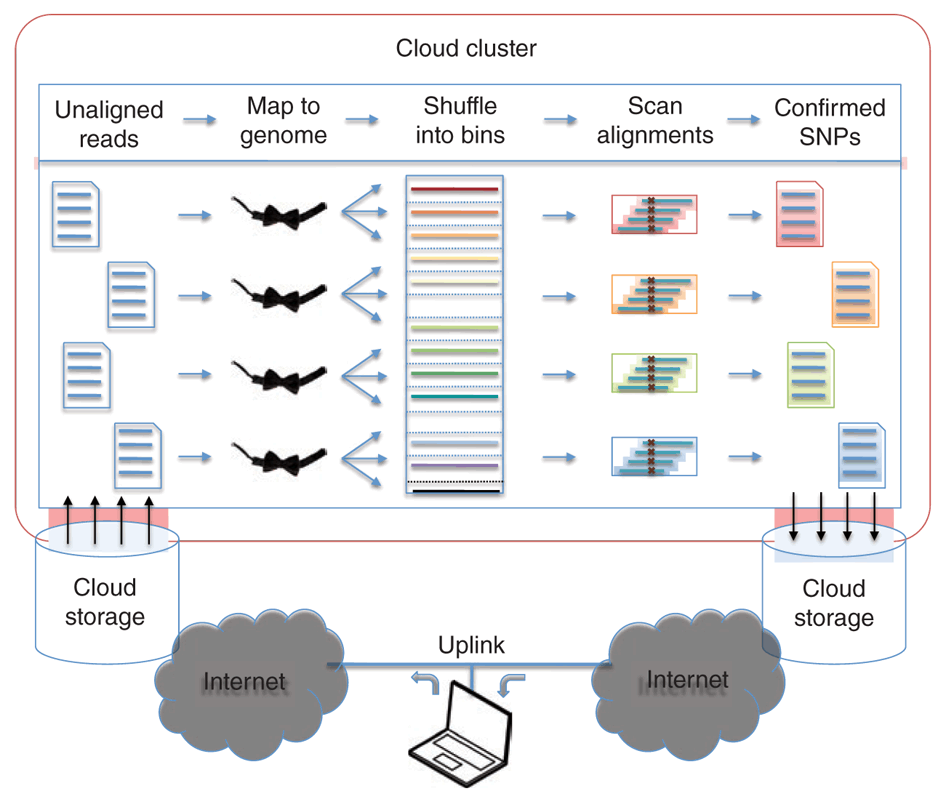 Cloud cluster
Unaligned
reads
Map to
genome
Shuffle
into bins
Scan
alignments
Confirmed
SNPs
Cloud
storage
Cloud
storage
Uplink
Internet
Internet